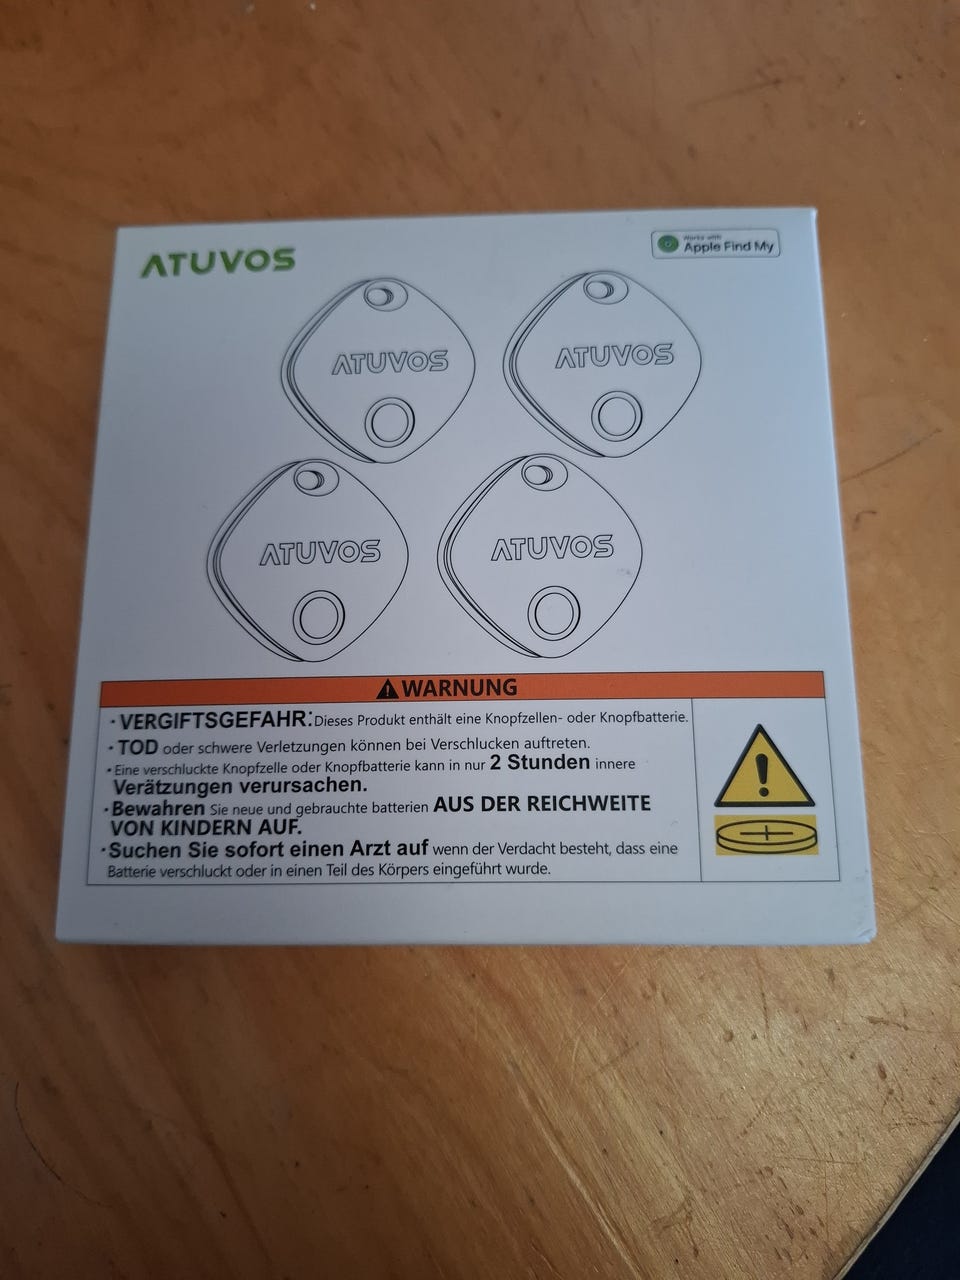 ATUVOS
Works with
Apple Find My
ATUVOS
ATUVOS
ATUVOS
ATUVOS
WARNUNG
· VERGIFTSGEFAHR: Dieses Produkt enthält eine Knopfzellen- oder Knopfbatterie.
· TOD oder schwere Verletzungen können bei Verschlucken auftreten.
· Eine verschluckte Knopfzelle oder Knopfbatterie kann in nur 2 Stunden innere
Verätzungen verursachen.
· Bewahren Sie neue und gebrauchte batterien AUS DER REICHWEITE
VON KINDERN AUF.
· Suchen Sie sofort einen Arzt auf wenn der Verdacht besteht, dass eine
Batterie verschluckt oder in einen Teil des Körpers eingeführt wurde.